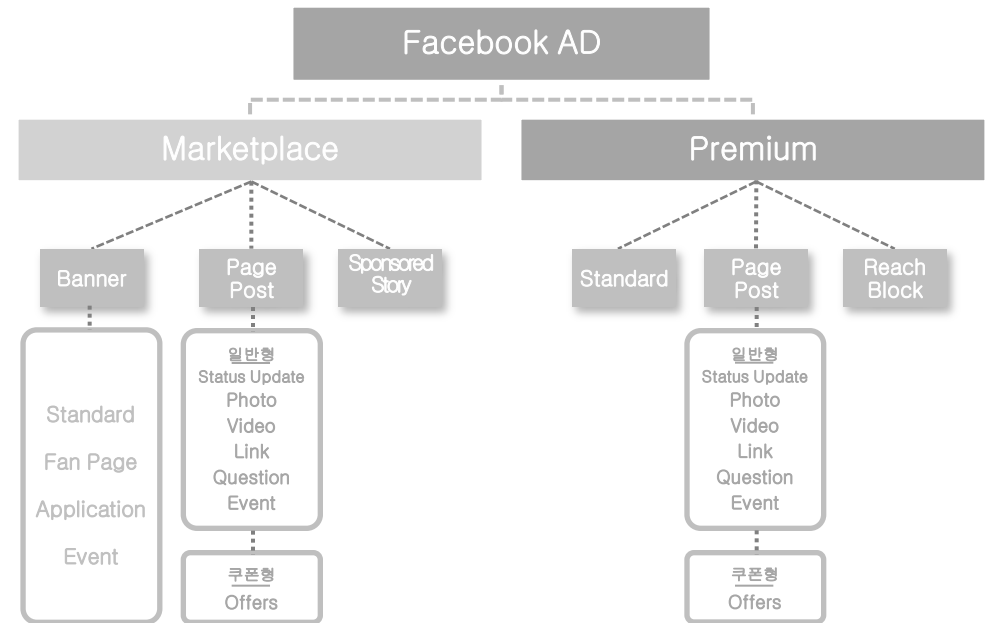 Facebook AD
Marketplace
Premium
Banner
Page
Post
Sponsored
Story
Standard
Page
Post
Reach
Block
Standard
Fan Page
Application
Event
일반형
Status Update
Photo
Video
Link
Question
Event
쿠폰형
Offers
일반형
Status Update
Photo
Video
Link
Question
Event
쿠폰형
Offers